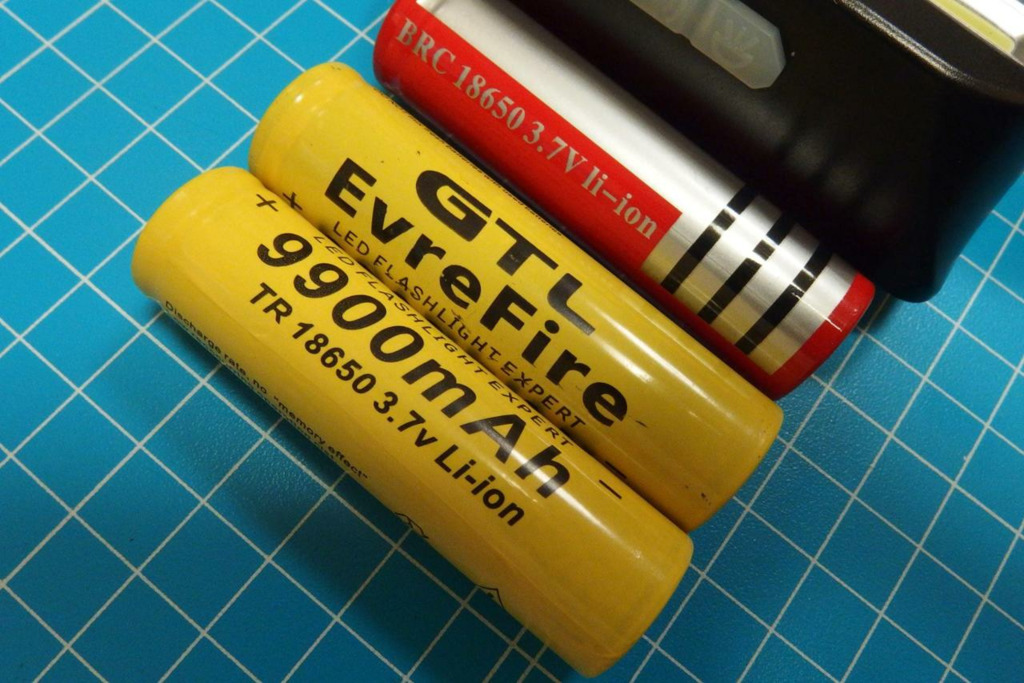 BRC 18650 3.7V li-ion
GTL
EvreFire
LED FLASHLIGHT EXPERT
-
+
LED FLASHLIGHT EXPERT
9900mAh
TR 18650 3.7v Li-ion
-
Discharge rate, no "memory effect"